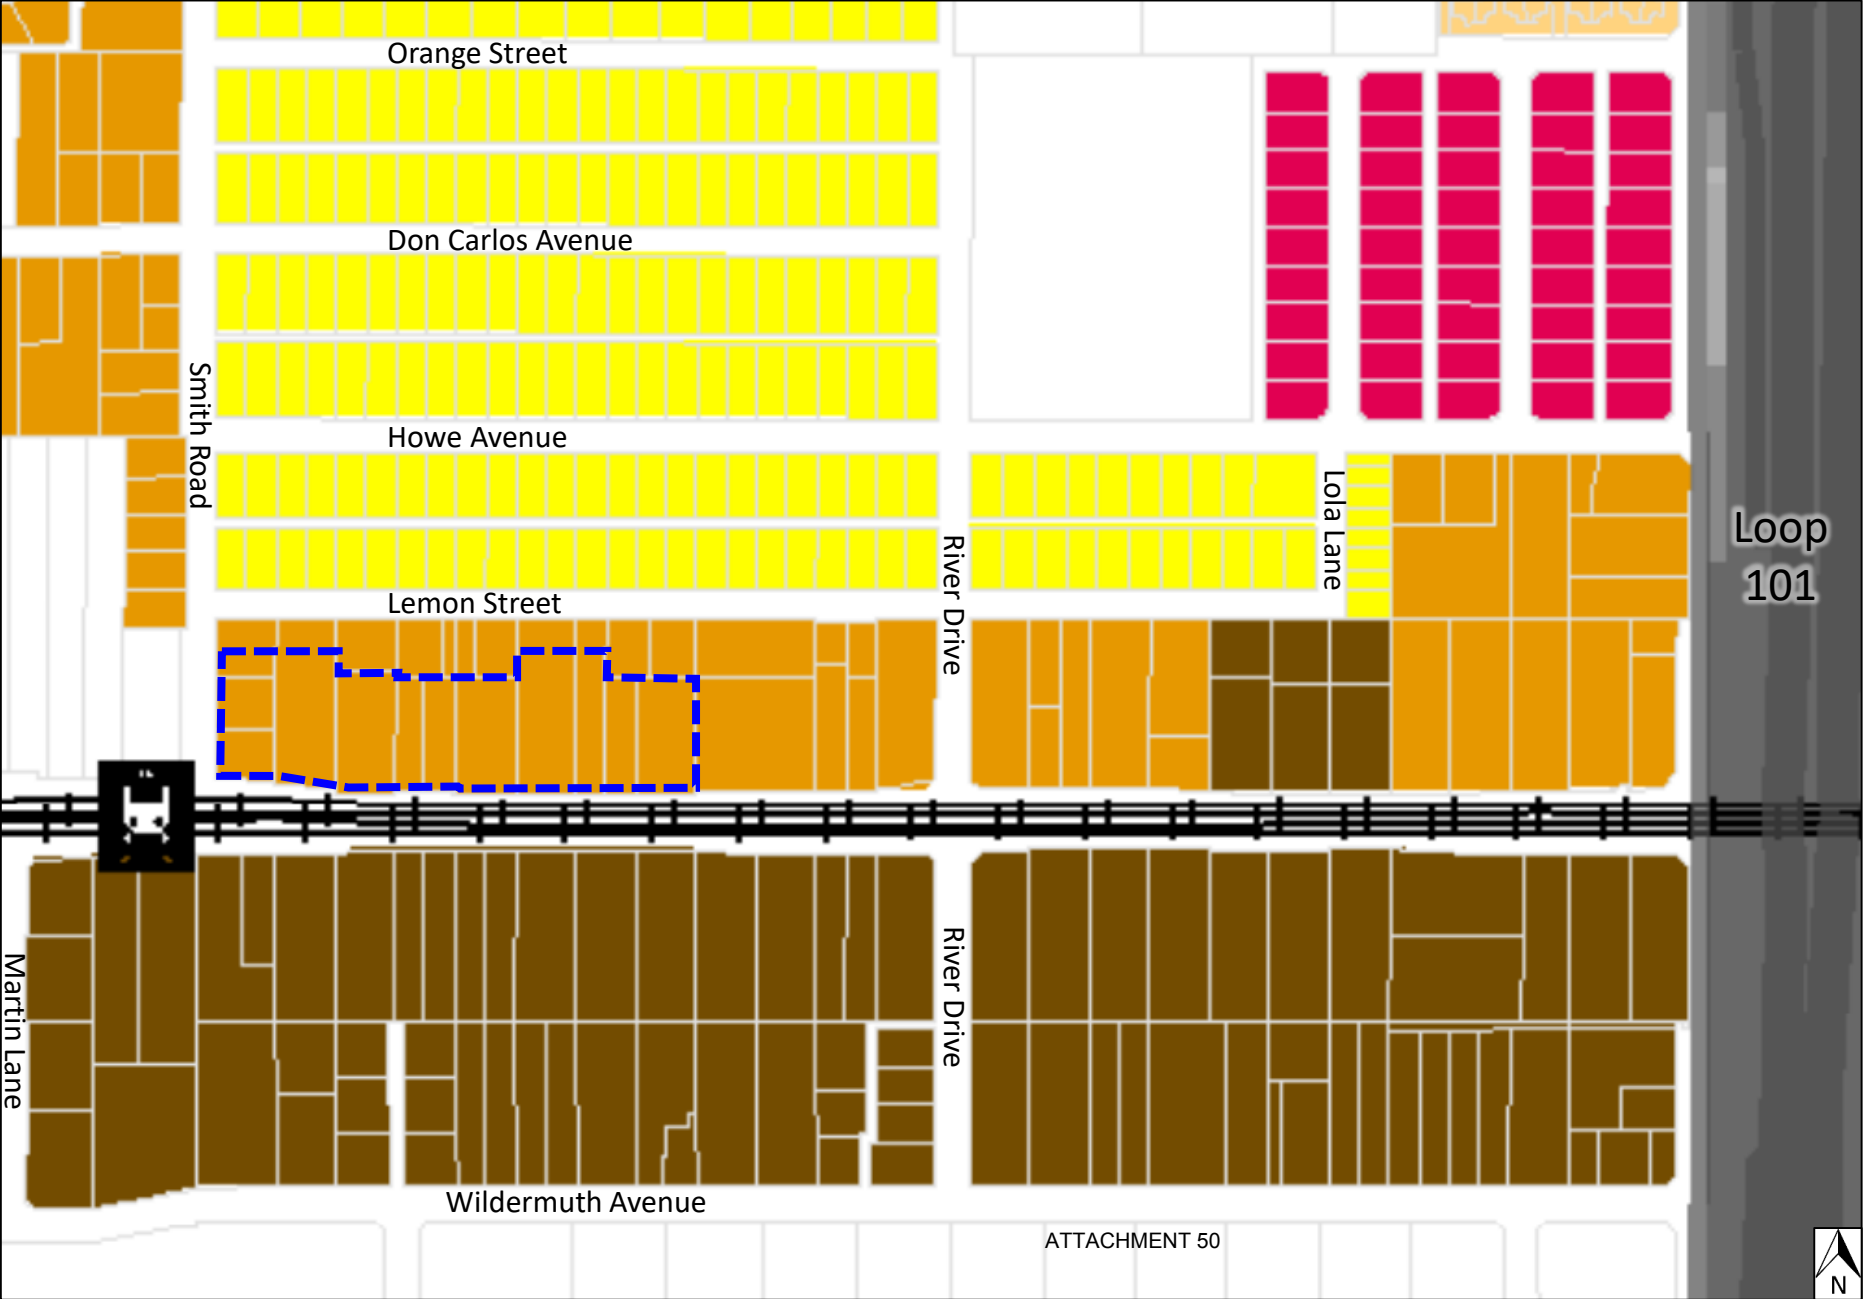 Orange Street
Don Carlos Avenue
Smith Road
Howe Avenue
Lola Lane
Loop
101
River Drive
Lemon Street
River Drive
Martin Lane
Wildermuth Avenue
ATTACHMENT 50
N